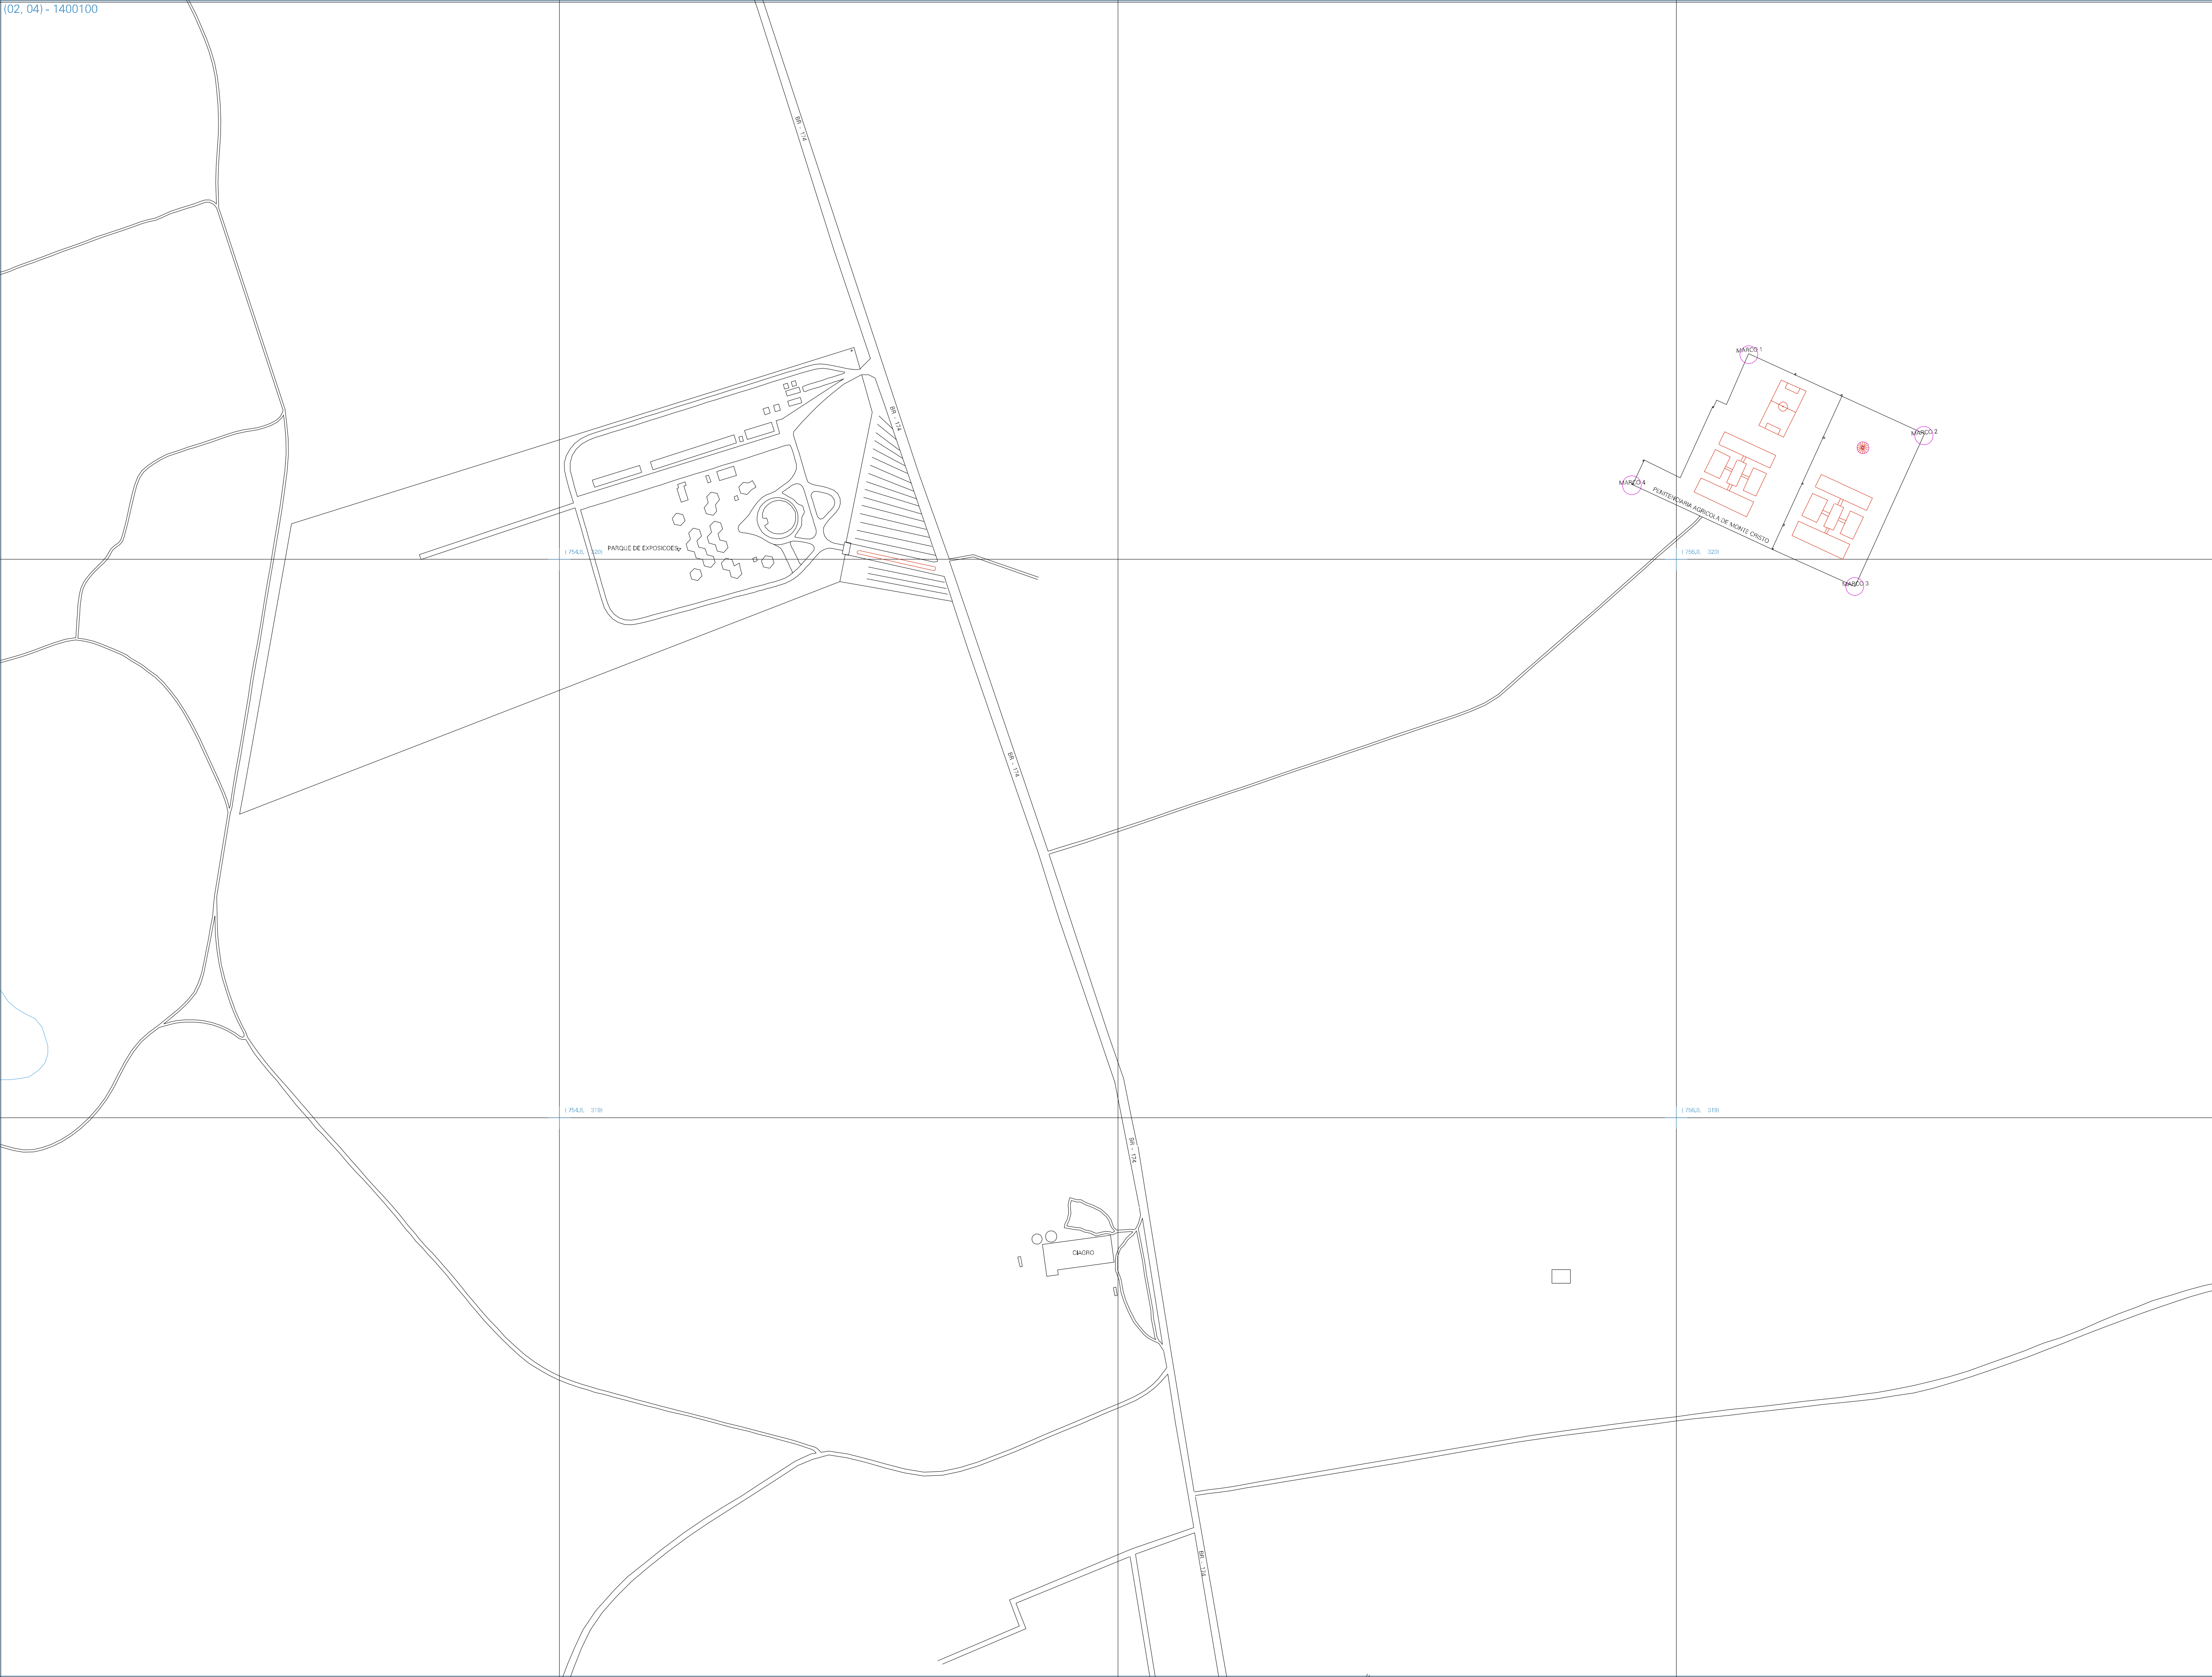 (02, 04) - 1400100
BR - 174
MARCO 1
BR - 174
MARCO 2
MARCO 4
PENITENCIARIA AGRICOLA DE MONTE CRISTO
PARQUE DE EXPOSICOES
MARCO 3
BR - 174
BR - 174
CIAGRO
BR - 174